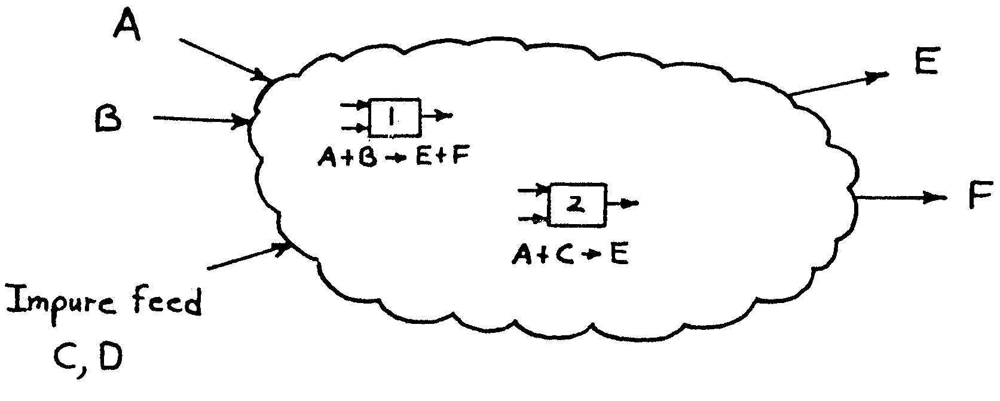 A
B
Impure feed
C, D
1
A+B → E+F
2
A+C → E
E
F